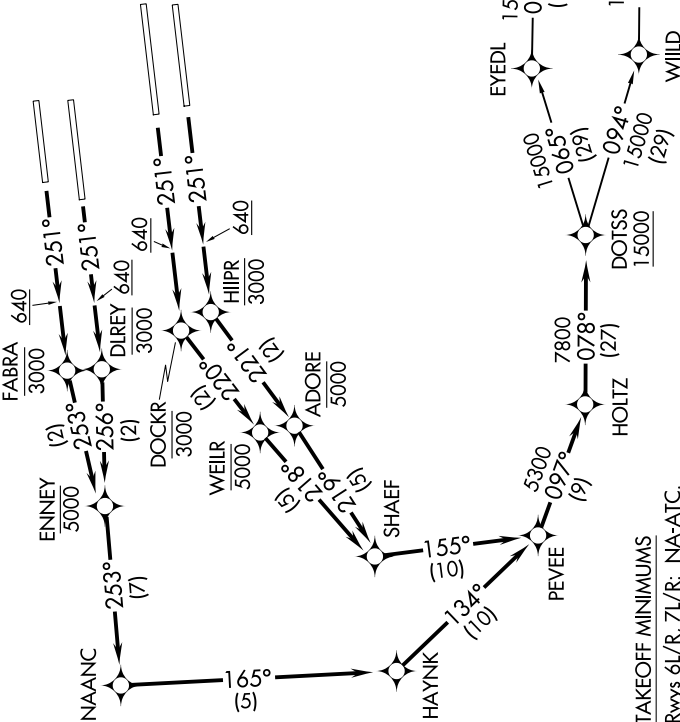 251°
251°
640
640
FABRA
3000
DLREY
3000
253°
(2)
256°
(2)
ENNEY
5000
253°
(7)
NAANC
165°
(5)
HAYNK
134°
(10)
251°
251°
640
640
HIIPR
3000
DOCKR
3000
220°
(2)
221°
(2)
WEILR
5000
ADORE
5000
218°
(5)
219°
(5)
SHAEF
155°
(10)
PEVEE
5300
097°
(9)
HOLTZ
7800
078°
(27)
DOTSS
15000
15000
065°
(29)
094°
15000
(29)
EYEDL
WIILD
TAKEOFF MINIMUMS
Rwys 6L/R, 7L/R: NA-ATC.